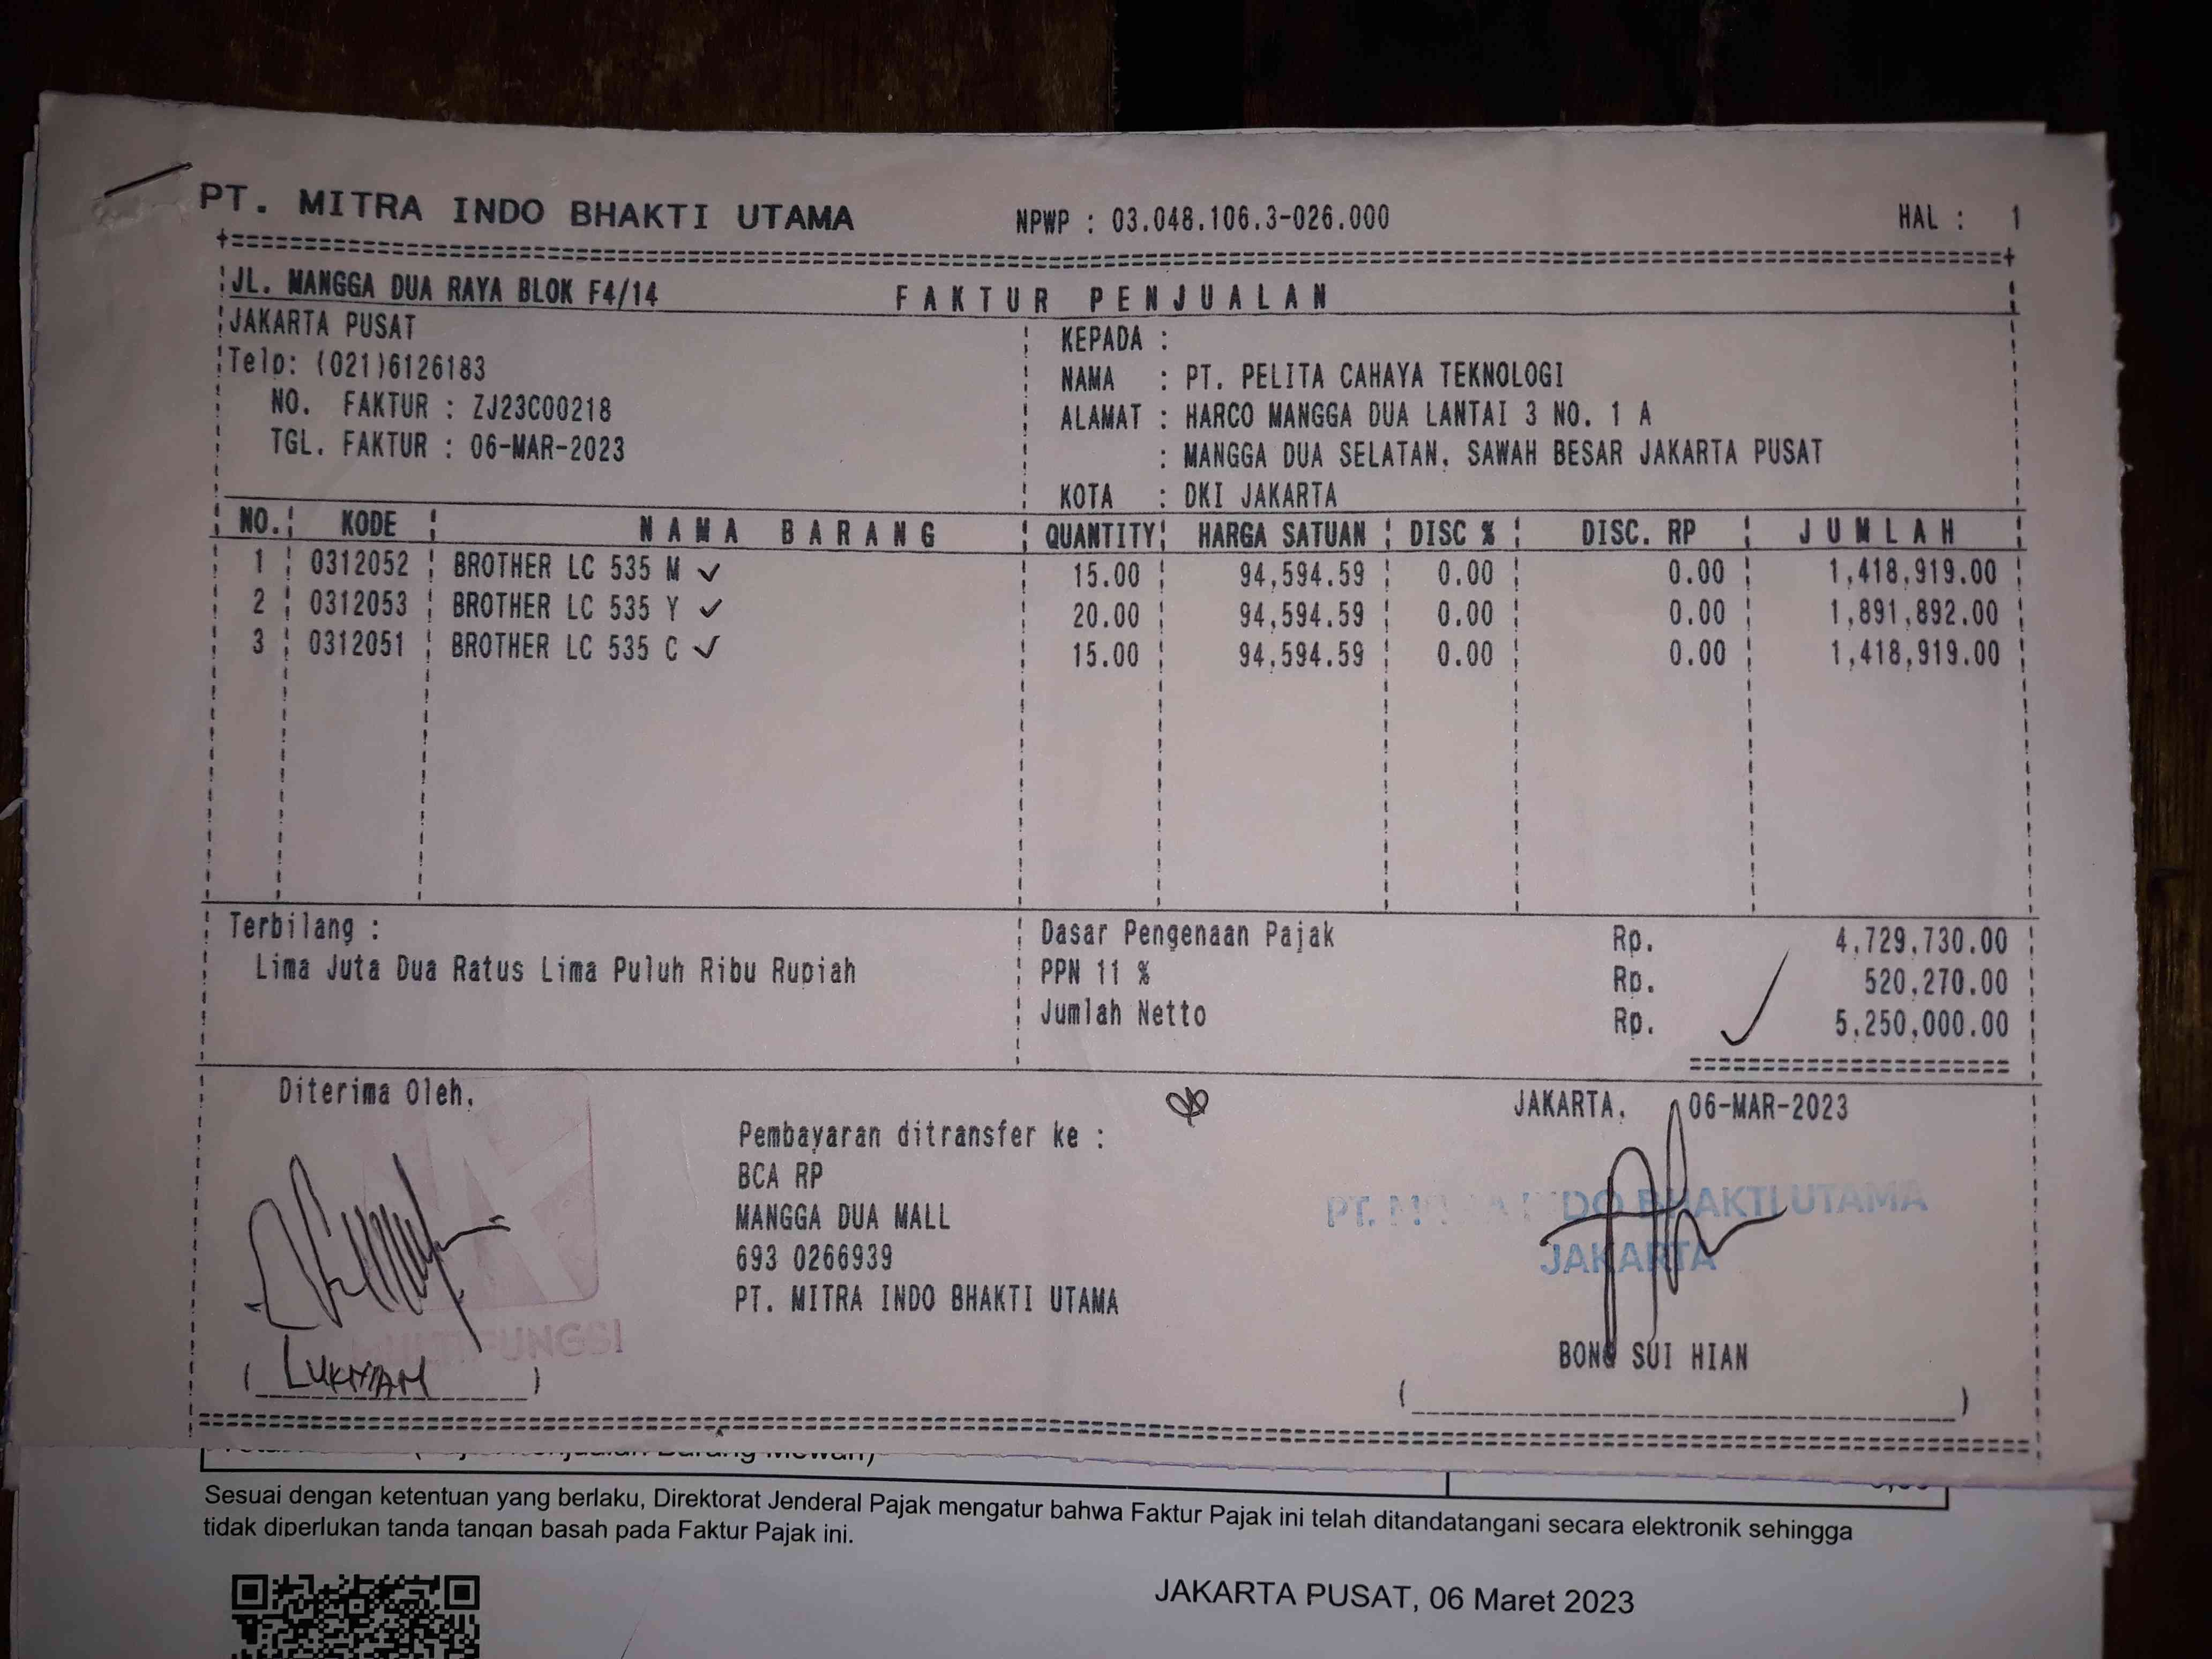 PT. MITRA INDO BHAKTI UTAMA NPWP : 03.048.106.3-026.000 HAL : 1
JL. MANGGA DUA RAYA BLOK F4/14 FAKTUR PENJUALAN
JAKARTA PUSAT
Telp: (021)6126183
NO. FAKTUR : ZJ23C00218
TGL. FAKTUR : 06-MAR-2023
KEPADA :
NAMA : PT. PELITA CAHAYA TEKNOLOGI
ALAMAT : HARCO MANGGA DUA LANTAI 3 NO. 1 A
: MANGGA DUA SELATAN, SAWAH BESAR JAKARTA PUSAT
KOTA : DKI JAKARTA
NO. KODE NAMA BARANG QUANTITY HARGA SATUAN DISC % DISC. RP JUMLAH
1 0312052 BROTHER LC 535 M ✓ 15.00 94,594.59 0.00 0.00 1,418,919.00
2 0312053 BROTHER LC 535 Y ✓ 20.00 94,594.59 0.00 0.00 1,891,892.00
3 0312051 BROTHER LC 535 C ✓ 15.00 94,594.59 0.00 0.00 1,418,919.00
Terbilang :
Lima Juta Dua Ratus Lima Puluh Ribu Rupiah
Dasar Pengenaan Pajak Rp. 4,729,730.00
PPN 11 % Rp. 520,270.00
Jumlah Netto Rp. 5,250,000.00
Diterima Oleh,
LUKMAN
MULTIFUNGSI
Pembayaran ditransfer ke :
BCA RP
MANGGA DUA MALL
693 0266939
PT. MITRA INDO BHAKTI UTAMA
JAKARTA, 06-MAR-2023
PT. MITRA INDO BHAKTI UTAMA
JAKARTA
BONG SUI HIAN
Barang Mewah)
Sesuai dengan ketentuan yang berlaku, Direktorat Jenderal Pajak mengatur bahwa Faktur Pajak ini telah ditandatangani secara elektronik sehingga
tidak diperlukan tanda tangan basah pada Faktur Pajak ini.
JAKARTA PUSAT, 06 Maret 2023